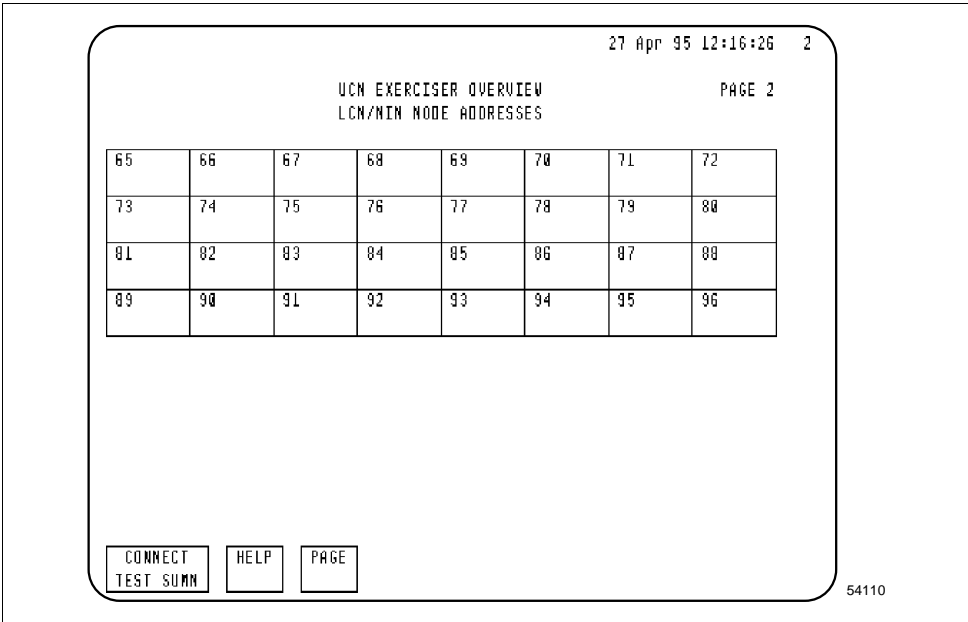 27 Apr 95 12:16:26 2
UCN EXERCISER OVERVIEW PAGE 2
LCN/NIN NODE ADDRESSES
65 66 67 68 69 70 71 72
73 74 75 76 77 78 79 80
81 82 83 84 85 86 87 88
89 90 91 92 93 94 95 96
CONNECT HELP PAGE
TEST SUMN
54110